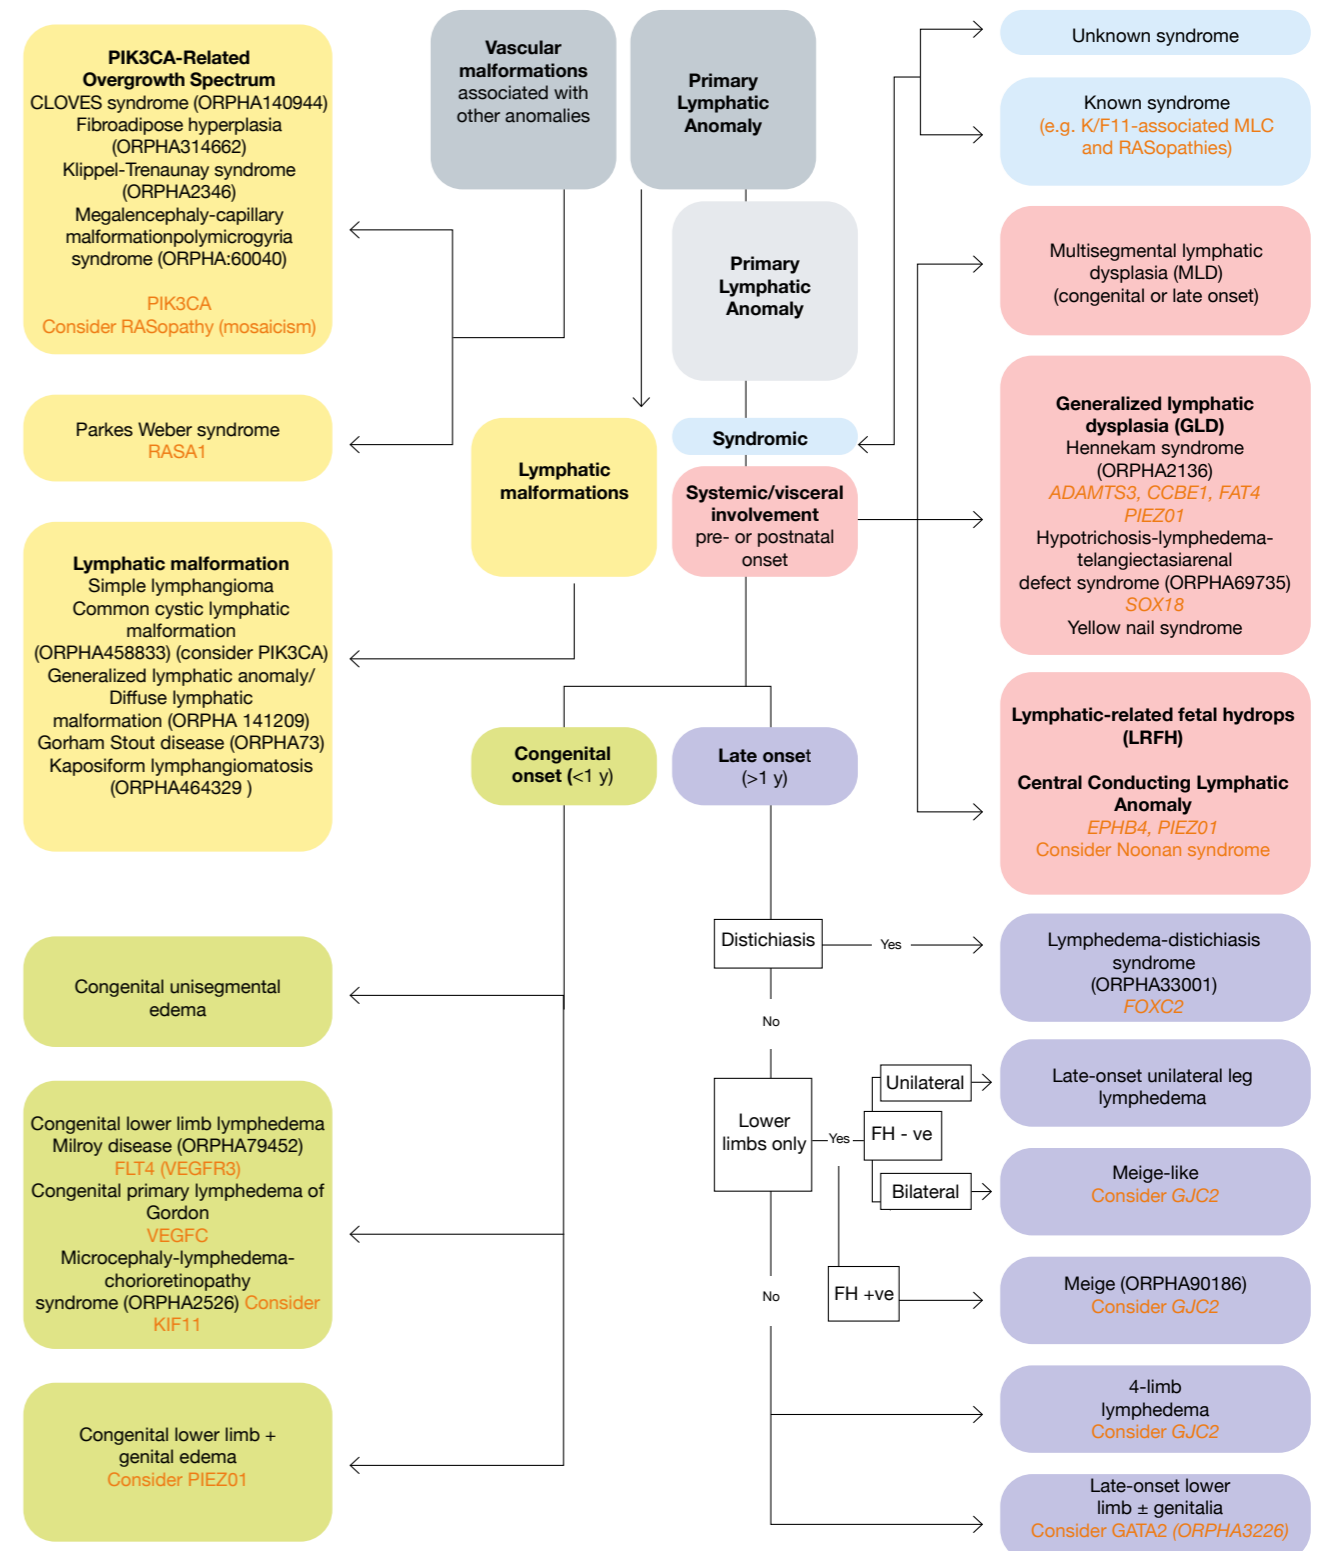 PIK3CA-Related
Overgrowth Spectrum
CLOVES syndrome (ORPHA140944)
Fibroadipose hyperplasia
(ORPHA314662)
Klippel-Trenaunay syndrome
(ORPHA2346)
Megalencephaly-capillary
malformationpolymicrogyria
syndrome (ORPHA:60040)
PIK3CA
Consider RASopathy (mosaicism)
Vascular
malformations
associated with
other anomalies
Primary
Lymphatic
Anomaly
Unknown syndrome
Known syndrome
(e.g. K/F11-associated MLC
and RASopathies)
Primary
Lymphatic
Anomaly
Multisegmental lymphatic
dysplasia (MLD)
(congenital or late onset)
Parkes Weber syndrome
RASA1
Lymphatic
malformations
Syndromic
Systemic/visceral
involvement
pre- or postnatal
onset
Generalized lymphatic
dysplasia (GLD)
Hennekam syndrome
(ORPHA2136)
ADAMTS3, CCBE1, FAT4
PIEZ01
Hypotrichosis-lymphedema-
telangiectasiarenal
defect syndrome (ORPHA69735)
SOX18
Yellow nail syndrome
Lymphatic malformation
Simple lymphangioma
Common cystic lymphatic
malformation
(ORPHA458833) (consider PIK3CA)
Generalized lymphatic anomaly/
Diffuse lymphatic
malformation (ORPHA 141209)
Gorham Stout disease (ORPHA73)
Kaposiform lymphangiomatosis
(ORPHA464329 )
Lymphatic-related fetal hydrops
(LRFH)
Central Conducting Lymphatic
Anomaly
EPHB4, PIEZ01
Consider Noonan syndrome
Congenital
onset (<1 y)
Late onset
(>1 y)
Distichiasis
Yes
Lymphedema-distichiasis
syndrome
(ORPHA33001)
FOXC2
Congenital unisegmental
edema
No
Lower
limbs only
Yes
FH - ve
Unilateral
Late-onset unilateral leg
lymphedema
Bilateral
Meige-like
Consider GJC2
Congenital lower limb lymphedema
Milroy disease (ORPHA79452)
FLT4 (VEGFR3)
Congenital primary lymphedema of
Gordon
VEGFC
Microcephaly-lymphedema-
chorioretinopathy
syndrome (ORPHA2526) Consider
KIF11
No
FH +ve
Meige (ORPHA90186)
Consider GJC2
4-limb
lymphedema
Consider GJC2
Congenital lower limb +
genital edema
Consider PIEZ01
Late-onset lower
limb ± genitalia
Consider GATA2 (ORPHA3226)